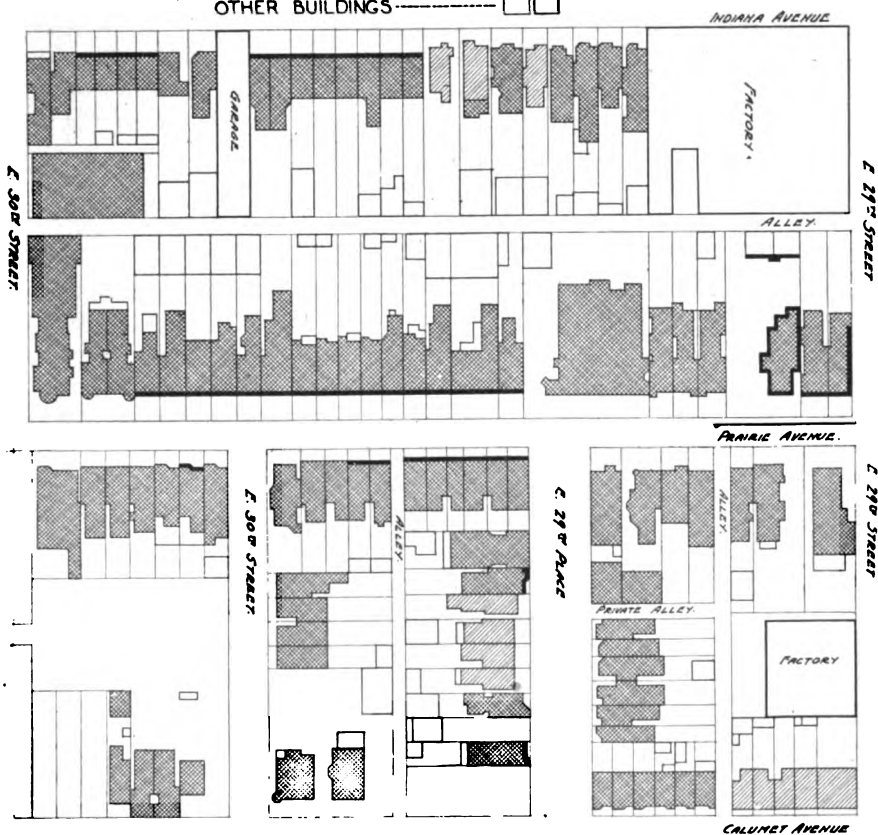 OTHER BUILDINGS
INDIANA AVENUE
GARAGE
FACTORY.
E. 30TH STREET.
E 29TH STREET
ALLEY.
PRAIRIE AVENUE.
E. 30TH STREET.
ALLEY.
E. 29TH PLACE
ALLEY
E 29TH STREET
PRIVATE ALLEY.
FACTORY
CALUMET AVENUE